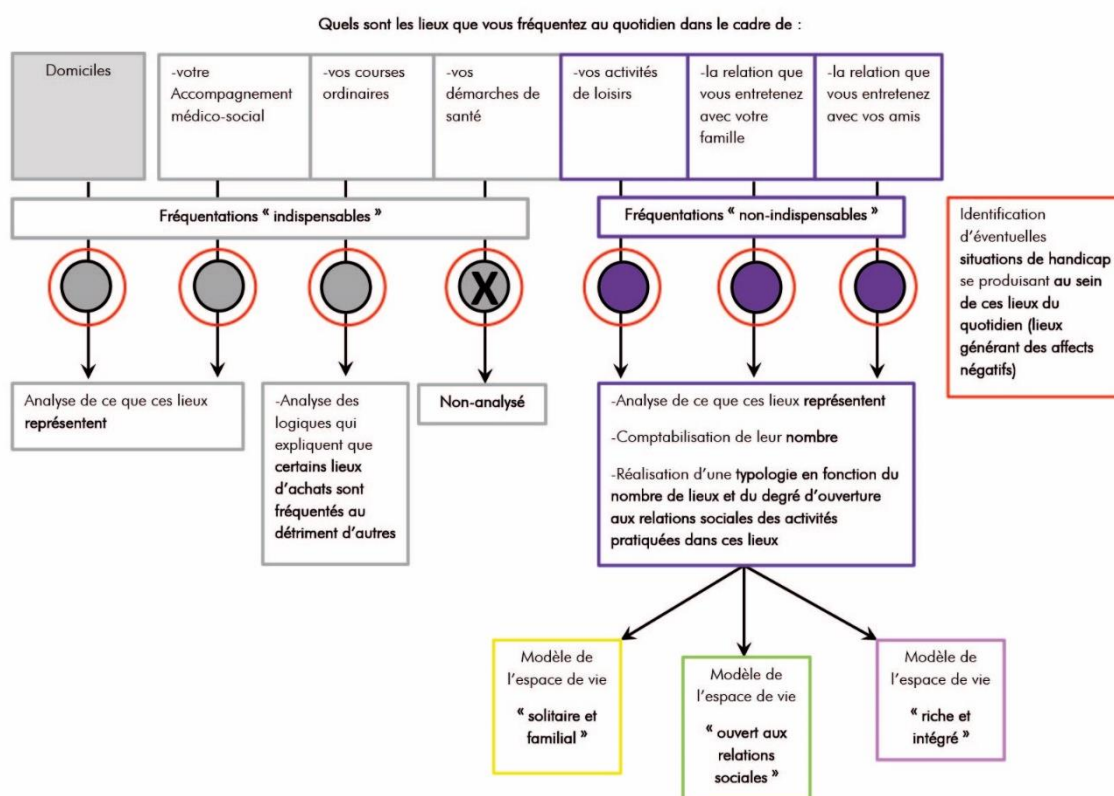 Quels sont les lieux que vous fréquentez au quotidien dans le cadre de :
Domiciles
-votre
Accompagnement
médico-social
-vos courses
ordinaires
-vos
démarches de
santé
-vos activités
de loisirs
-la relation que
vous entretenez
avec votre
famille
-la relation que
vous entretenez
avec vos amis
Fréquentations “ indispensables ”
Fréquentations “ non-indispensables ”
X
Identification
d’éventuelles
situations de handicap
se produisant au sein
de ces lieux du
quotidien (lieux
générant des affects
négatifs)
Analyse de ce que ces lieux
représentent
-Analyse des
logiques qui
expliquent que
certains lieux
d’achats sont
fréquentés au
détriment d’autres
Non-analysé
-Analyse de ce que ces lieux représentent
-Comptabilisation de leur nombre
-Réalisation d’une typologie en fonction du
nombre de lieux et du degré d’ouverture
aux relations sociales des activités
pratiquées dans ces lieux
Modèle de
l’espace de vie
“ solitaire et
familial ”
Modèle de
l’espace de vie
“ ouvert aux
relations
sociales ”
Modèle de
l’espace de vie
“ riche et
intégré ”